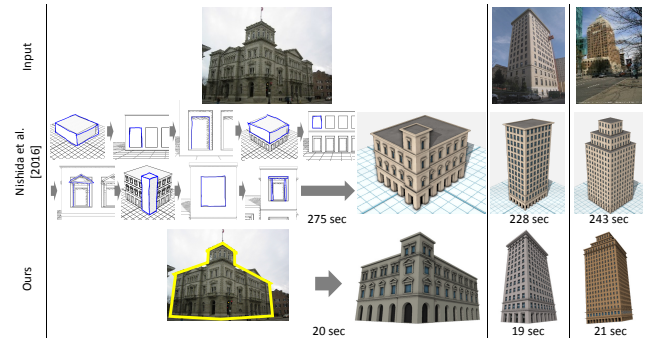 Input
Nishida et al.
[2016]
275 sec
228 sec
243 sec
Ours
20 sec
19 sec
21 sec